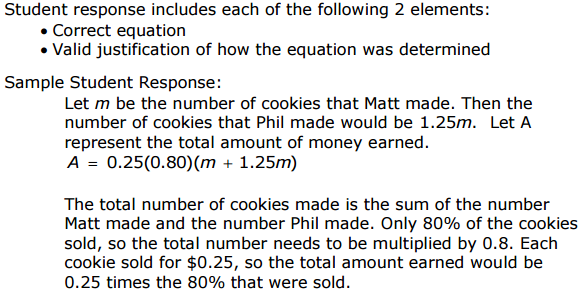 Student response includes each of the following 2 elements:
• Correct equation
• Valid justification of how the equation was determined
Sample Student Response:
Let m be the number of cookies that Matt made. Then the
number of cookies that Phil made would be 1.25m. Let A
represent the total amount of money earned.
A = 0.25(0.80)(m + 1.25m)
The total number of cookies made is the sum of the number
Matt made and the number Phil made. Only 80% of the cookies
sold, so the total number needs to be multiplied by 0.8. Each
cookie sold for $0.25, so the total amount earned would be
0.25 times the 80% that were sold.